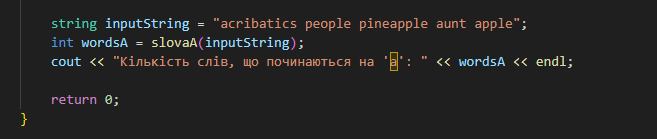 string inputString = "acribatics people pineapple aunt apple";
int wordsA = slovaA(inputString);
cout << "Кількість слів, що починаються на 'а': " << wordsA << endl;
return 0;
}